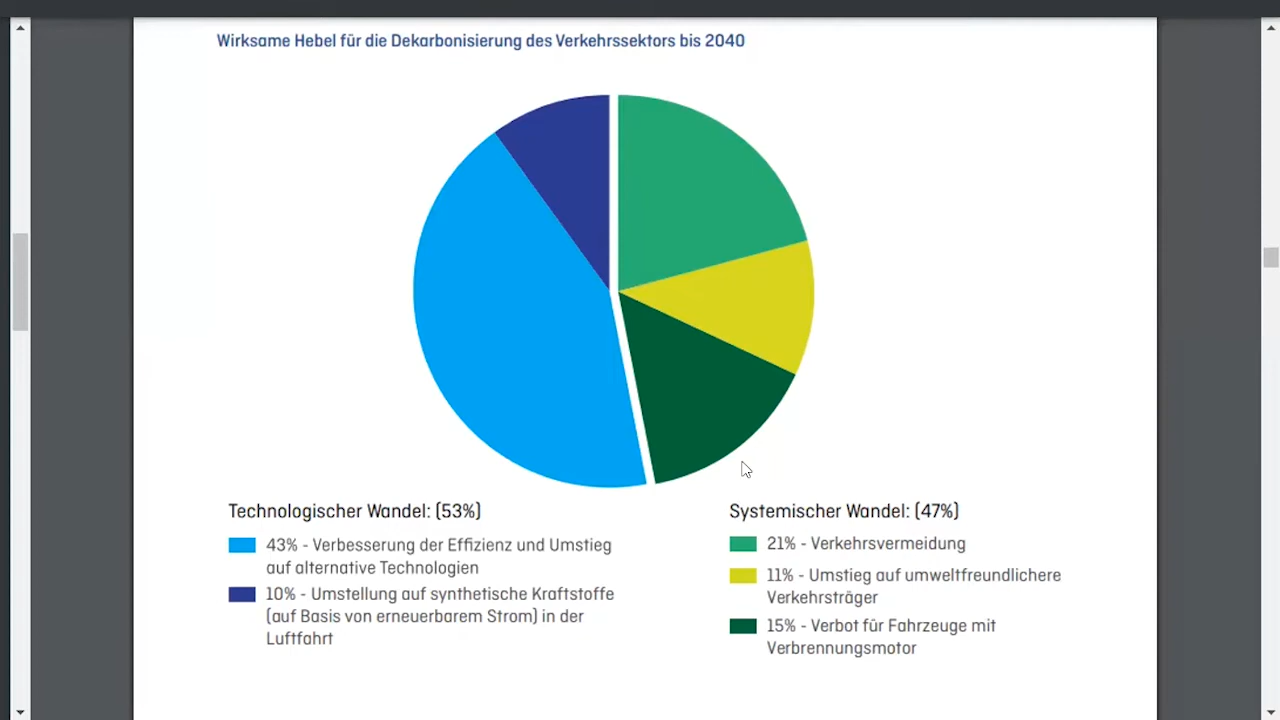 Wirksame Hebel für die Dekarbonisierung des Verkehrssektors bis 2040
Technologischer Wandel: (53%)
43% - Verbesserung der Effizienz und Umstieg
auf alternative Technologien
10% - Umstellung auf synthetische Kraftstoffe
(auf Basis von erneuerbarem Strom) in der
Luftfahrt
Systemischer Wandel: (47%)
21% - Verkehrsvermeidung
11% - Umstieg auf umweltfreundlichere
Verkehrsträger
15% - Verbot für Fahrzeuge mit
Verbrennungsmotor